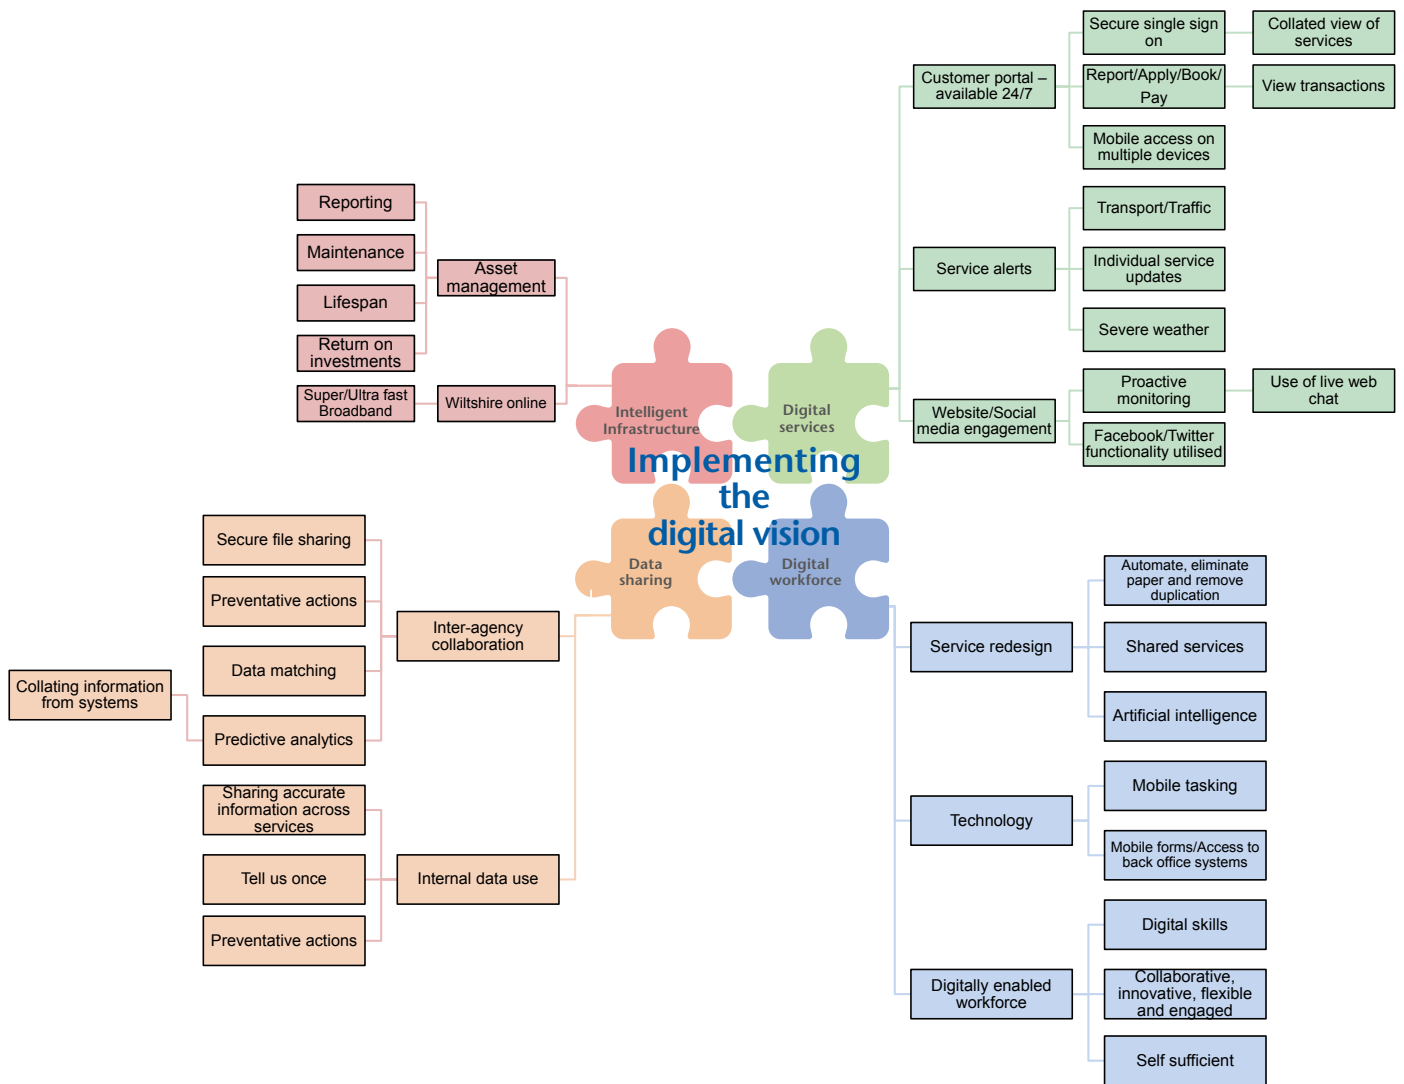 Secure single sign
on
Collated view of
services
Customer portal –
available 24/7
Report/Apply/Book/
Pay
View transactions
Mobile access on
multiple devices
Transport/Traffic
Service alerts
Individual service
updates
Severe weather
Website/Social
media engagement
Proactive
monitoring
Use of live web
chat
Facebook/Twitter
functionality utilised
Reporting
Maintenance
Asset
management
Lifespan
Return on
investments
Super/Ultra fast
Broadband
Wiltshire online
Intelligent
Infrastructure
Digital
services
Implementing
the
digital vision
Data
sharing
Digital
workforce
Secure file sharing
Preventative actions
Inter-agency
collaboration
Data matching
Collating information
from systems
Predictive analytics
Sharing accurate
information across
services
Tell us once
Internal data use
Preventative actions
Automate, eliminate
paper and remove
duplication
Service redesign
Shared services
Artificial intelligence
Mobile tasking
Technology
Mobile forms/Access to
back office systems
Digital skills
Digitally enabled
workforce
Collaborative,
innovative, flexible
and engaged
Self sufficient